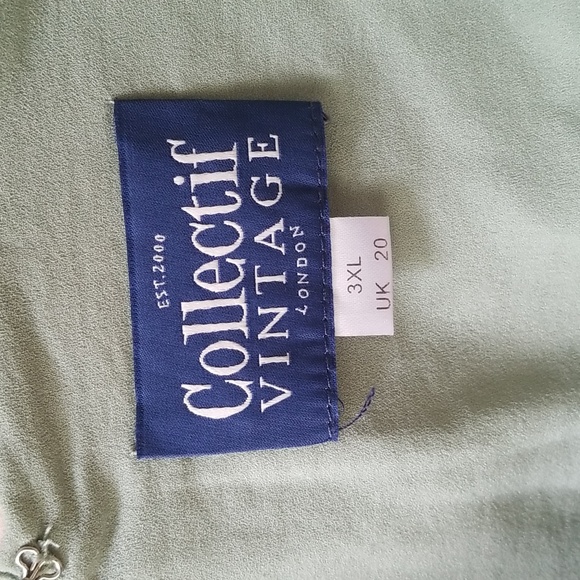 EST.2000
Collectif
VINTAGE
LONDON
3XL
UK 20